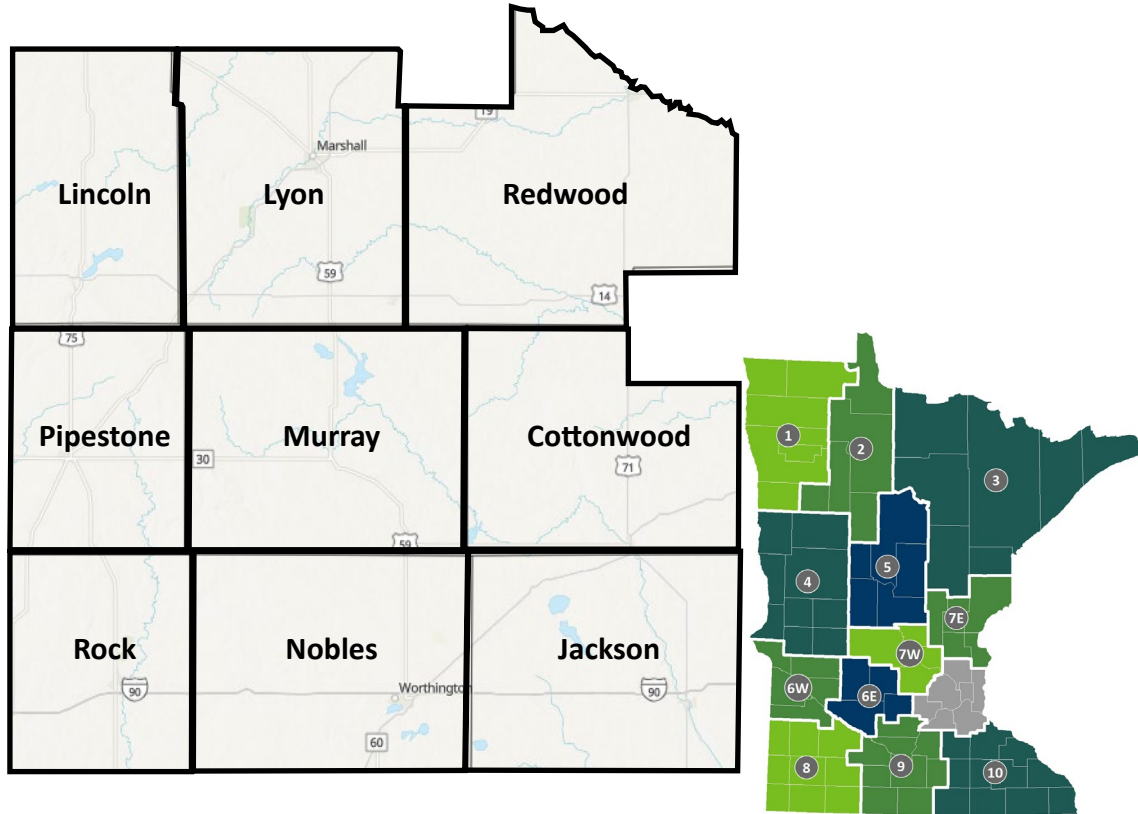 19
Marshall
Lincoln
Lyon
Redwood
59
14
75
Pipestone
Murray
Cottonwood
30
71
59
Rock
Nobles
Jackson
90
Worthington
90
60
1
2
3
5
4
7E
7W
6W
6E
8
9
10